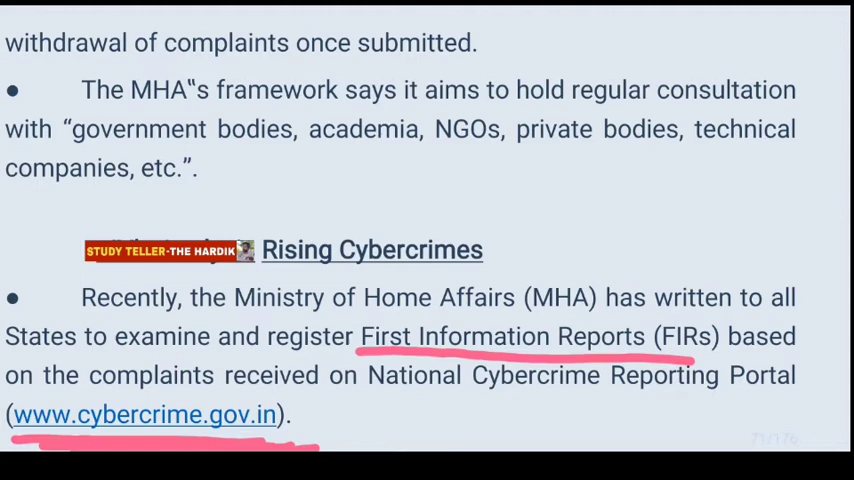 withdrawal of complaints once submitted.
● The MHA‟s framework says it aims to hold regular consultation
with “government bodies, academia, NGOs, private bodies, technical
companies, etc.”.
STUDY TELLER-THE HARDIK Rising Cybercrimes
● Recently, the Ministry of Home Affairs (MHA) has written to all
States to examine and register First Information Reports (FIRs) based
on the complaints received on National Cybercrime Reporting Portal
(www.cybercrime.gov.in).
71/176